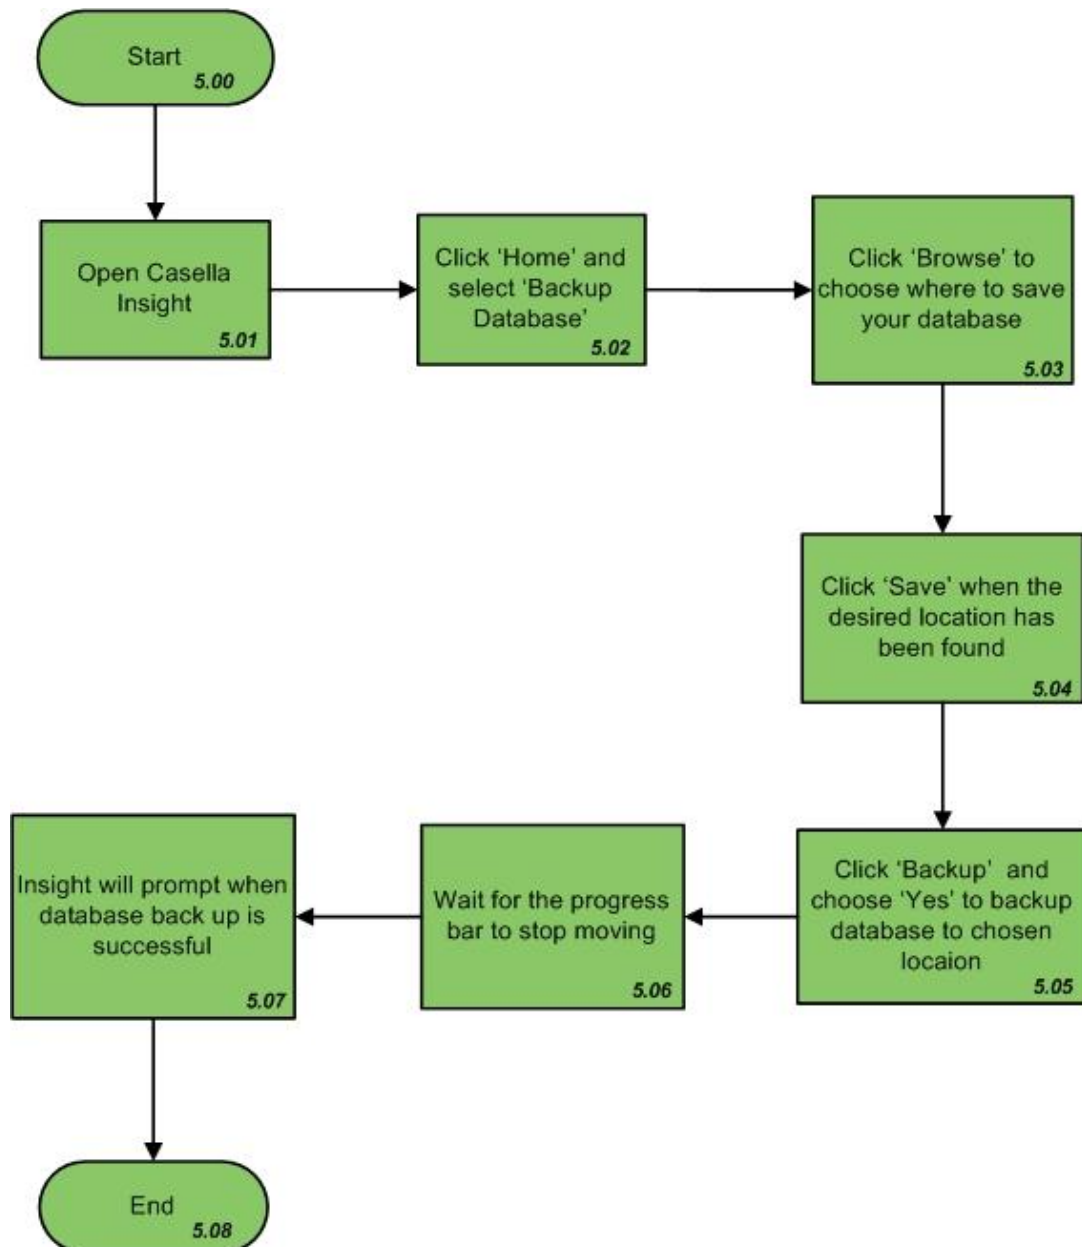 Start
5.00
Open Casella
Insight
5.01
Click ‘Home’ and
select ‘Backup
Database’
5.02
Click ‘Browse’ to
choose where to save
your database
5.03
Click ‘Save’ when the
desired location has
been found
5.04
Click ‘Backup’  and
choose ‘Yes’ to backup
database to chosen
locaion
5.05
Wait for the progress
bar to stop moving
5.06
Insight will prompt when
database back up is
successful
5.07
End
5.08